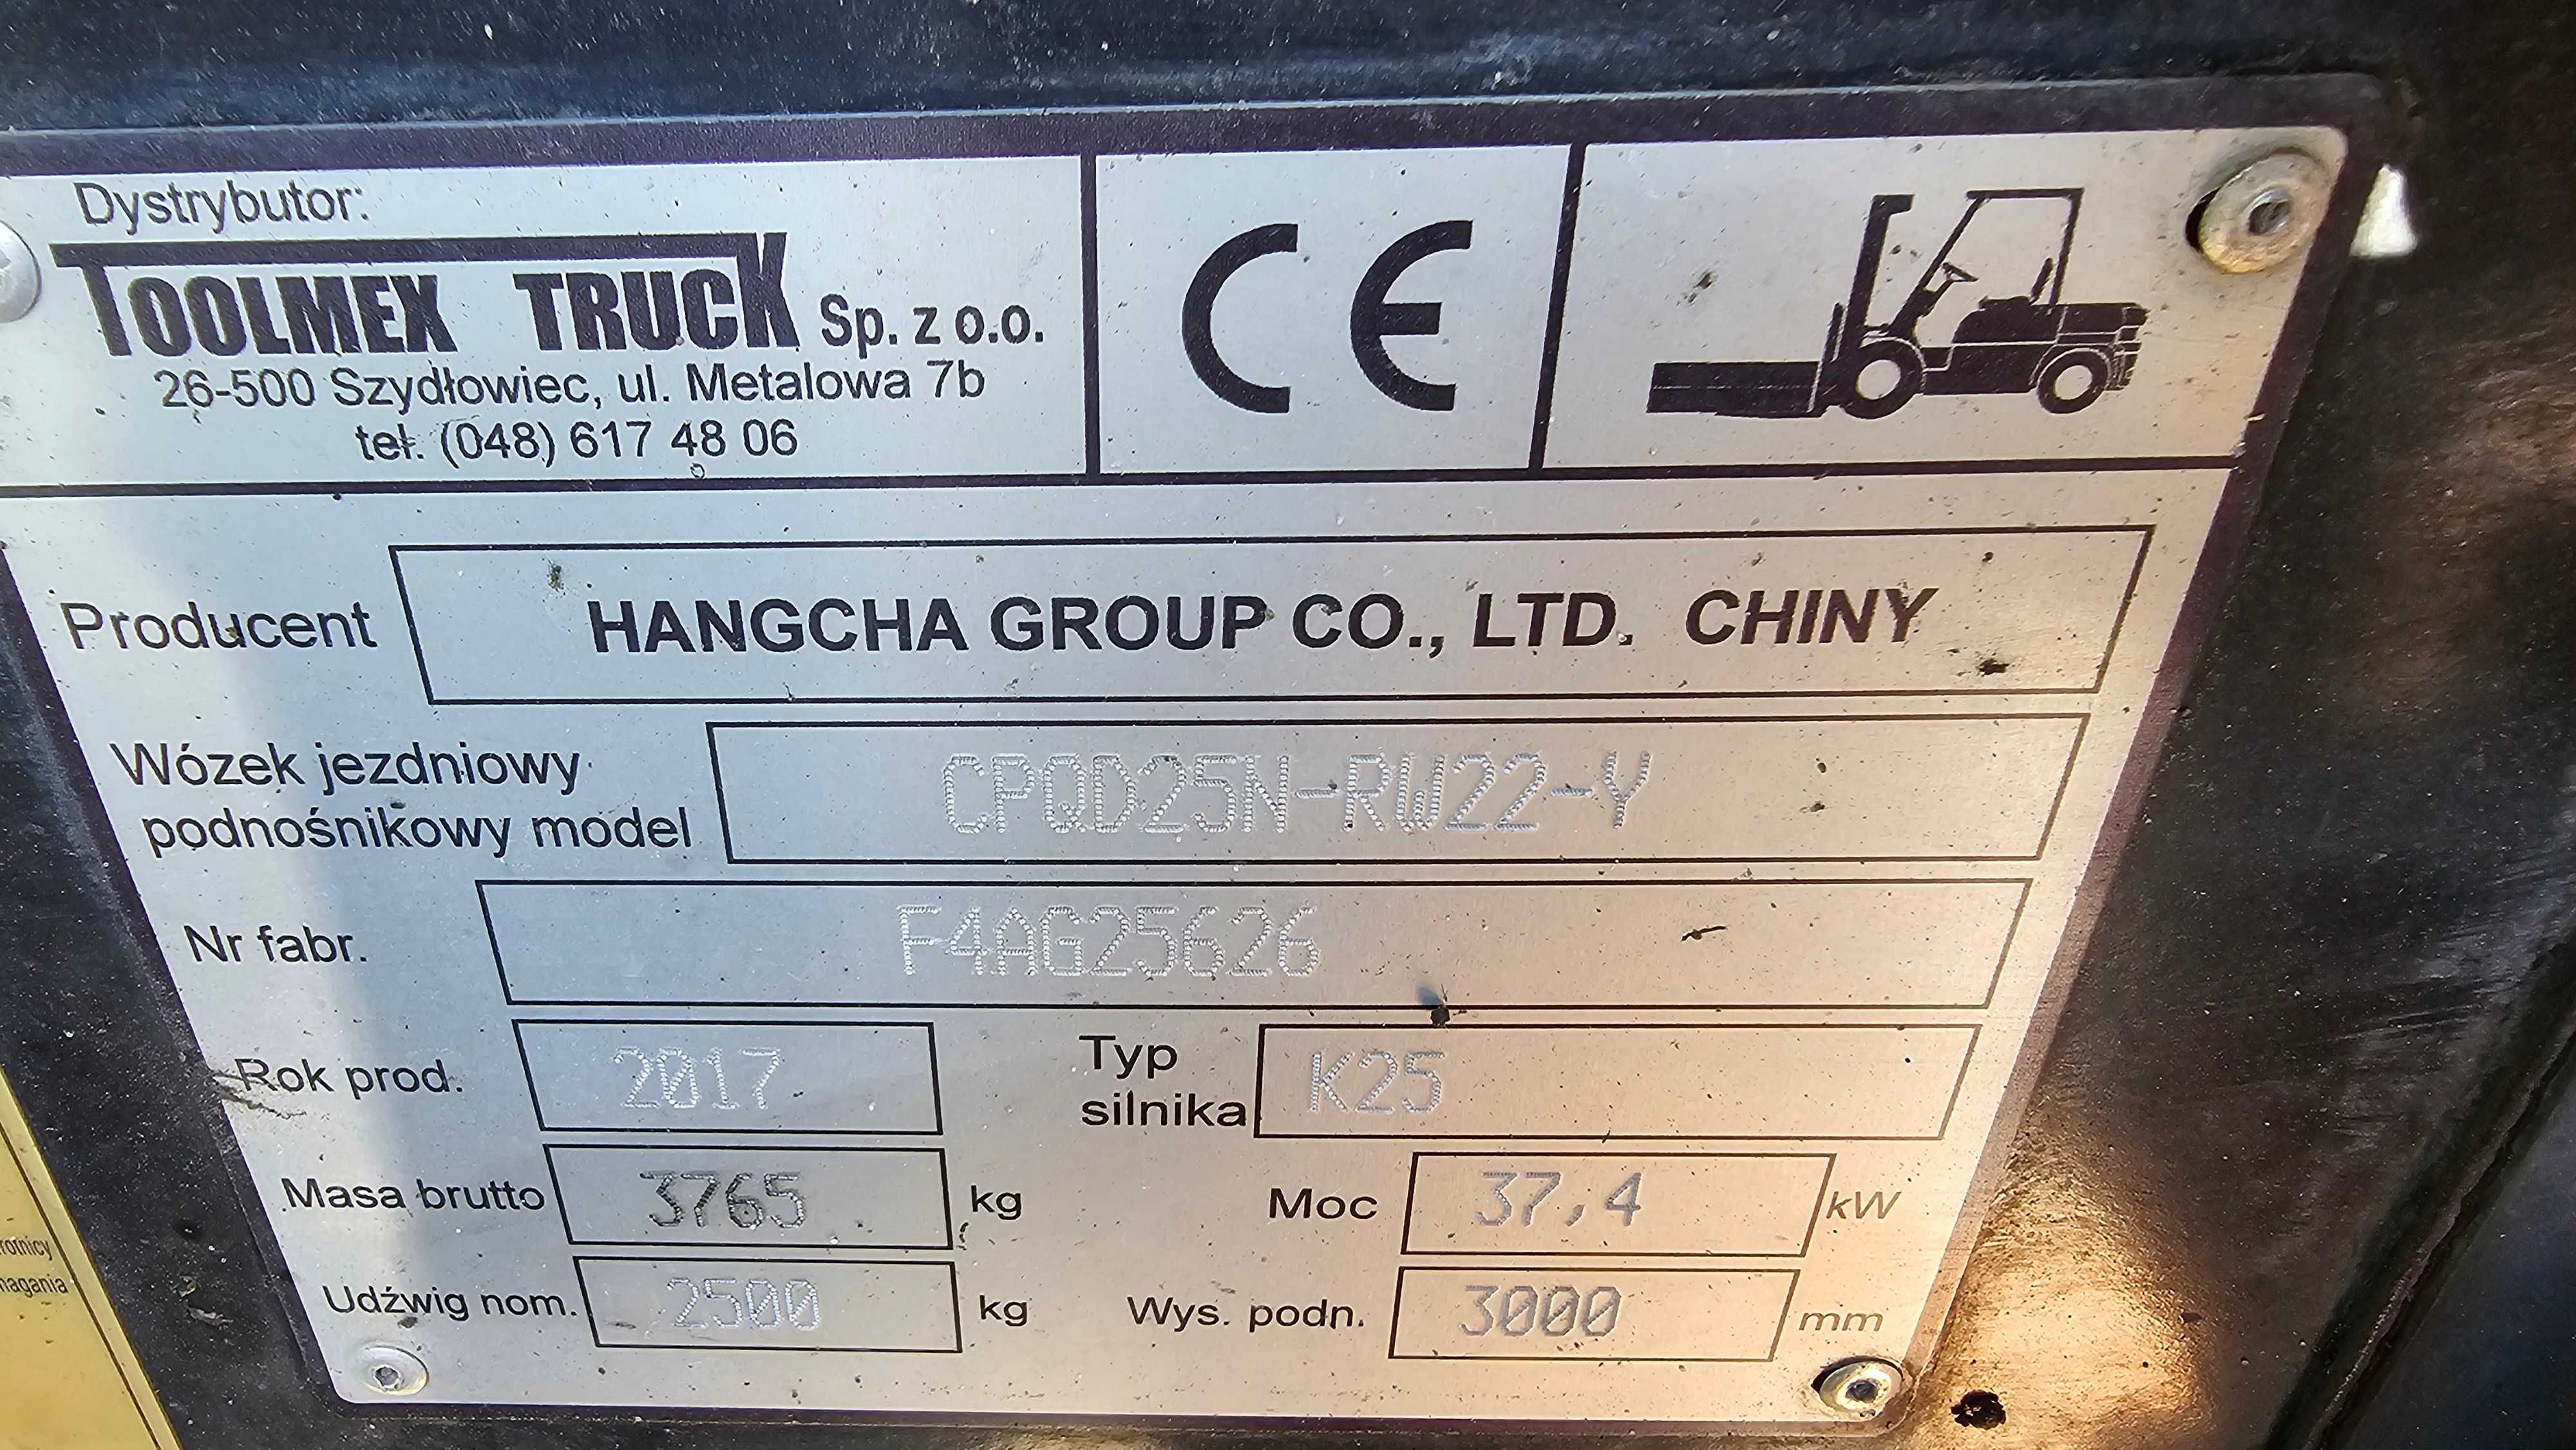 Dystrybutor:
TOOLMEX TRUCK Sp. z o.o.
26-500 Szydłowiec, ul. Metalowa 7b
tel. (048) 617 48 06
CE
Producent HANGCHA GROUP CO., LTD. CHINY
Wózek jezdniowy
podnośnikowy model CPQD25N-RW22-Y
Nr fabr. F4AG25626
Rok prod. 2017
Typ
silnika K25
Masa brutto 3765 kg
Moc 37,4 kW
Udźwig nom. 2500 kg
Wys. podn. 3000 mm